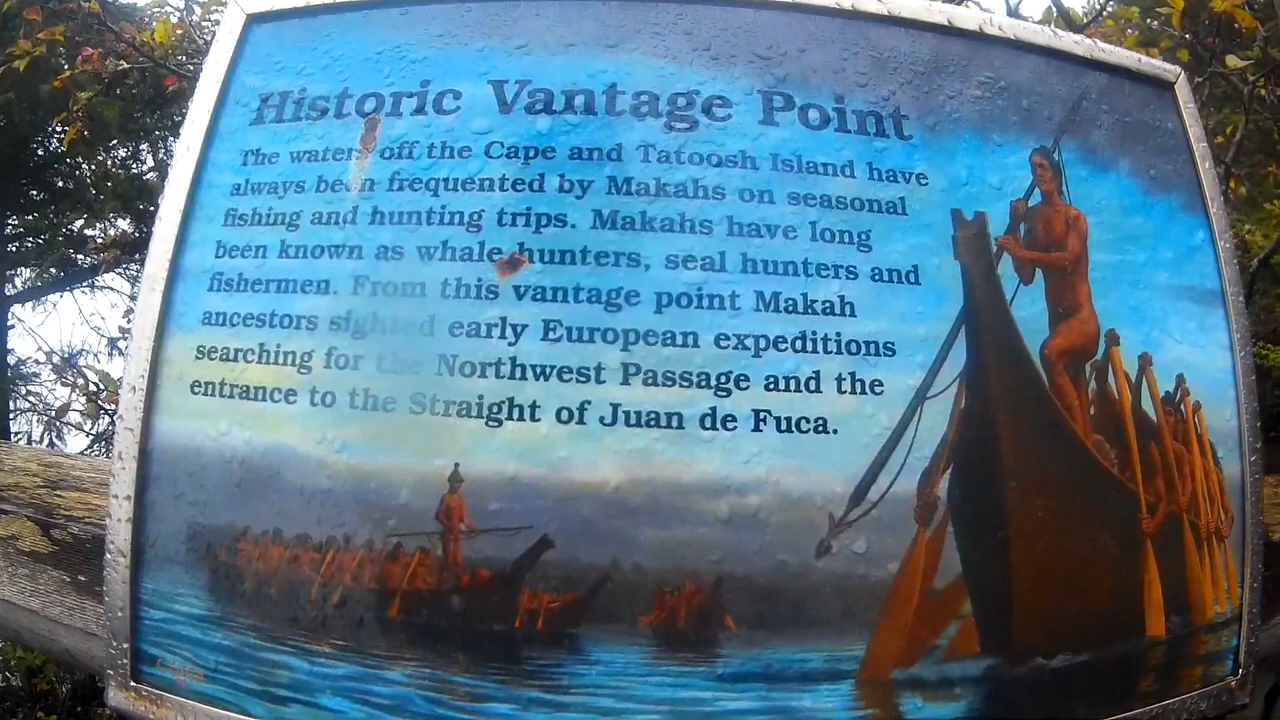 Historic Vantage Point
The waters off the Cape and Tatoosh Island have
always been frequented by Makahs on seasonal
fishing and hunting trips. Makahs have long
been known as whale hunters, seal hunters and
fishermen. From this vantage point Makah
ancestors sighted early European expeditions
searching for the Northwest Passage and the
entrance to the Straight of Juan de Fuca.